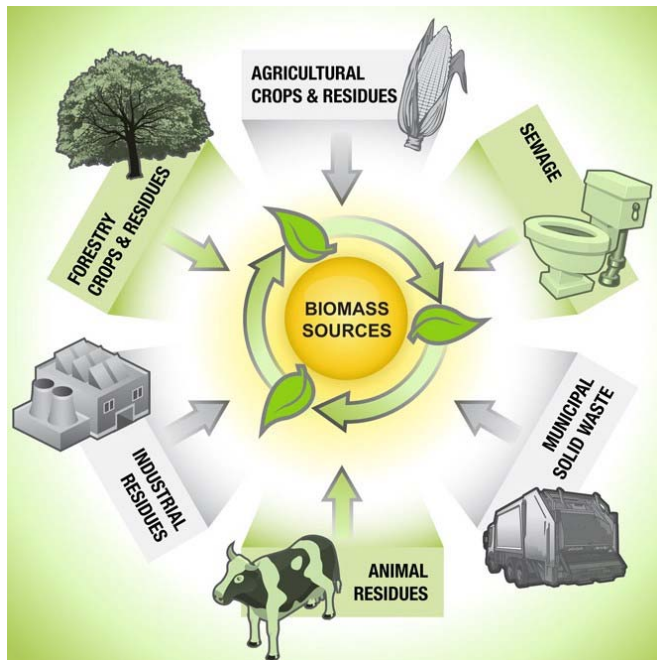 AGRICULTURAL
CROPS & RESIDUES
SEWAGE
FORESTRY
CROPS & RESIDUES
BIOMASS
SOURCES
MUNICIPAL
SOLID WASTE
INDUSTRIAL
RESIDUES
ANIMAL
RESIDUES